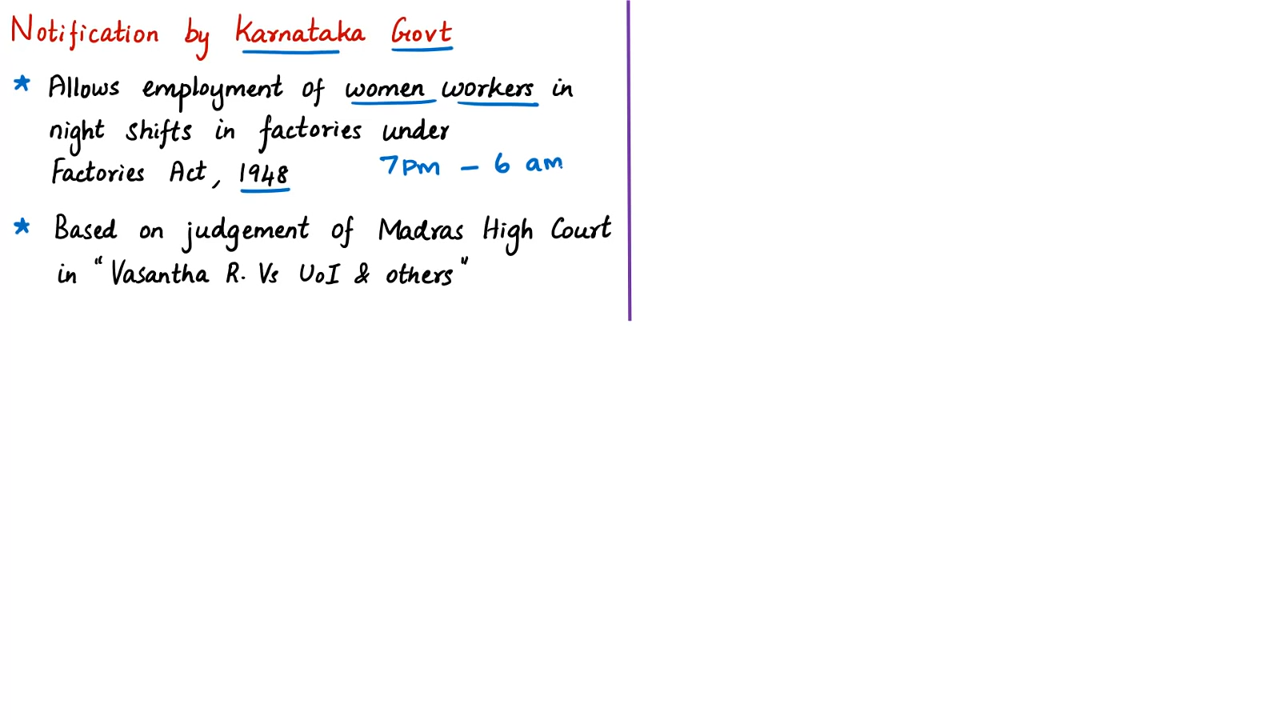 Notification by Karnataka Govt
* Allows employment of women workers in
night shifts in factories under
Factories Act, 1948 7pm - 6 am
* Based on judgement of Madras High Court
in "Vasantha R. Vs UoI & others"